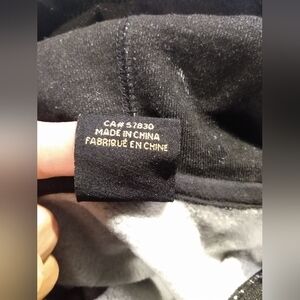 CA# 57830
MADE IN CHINA
FABRIQUÉ EN CHINE